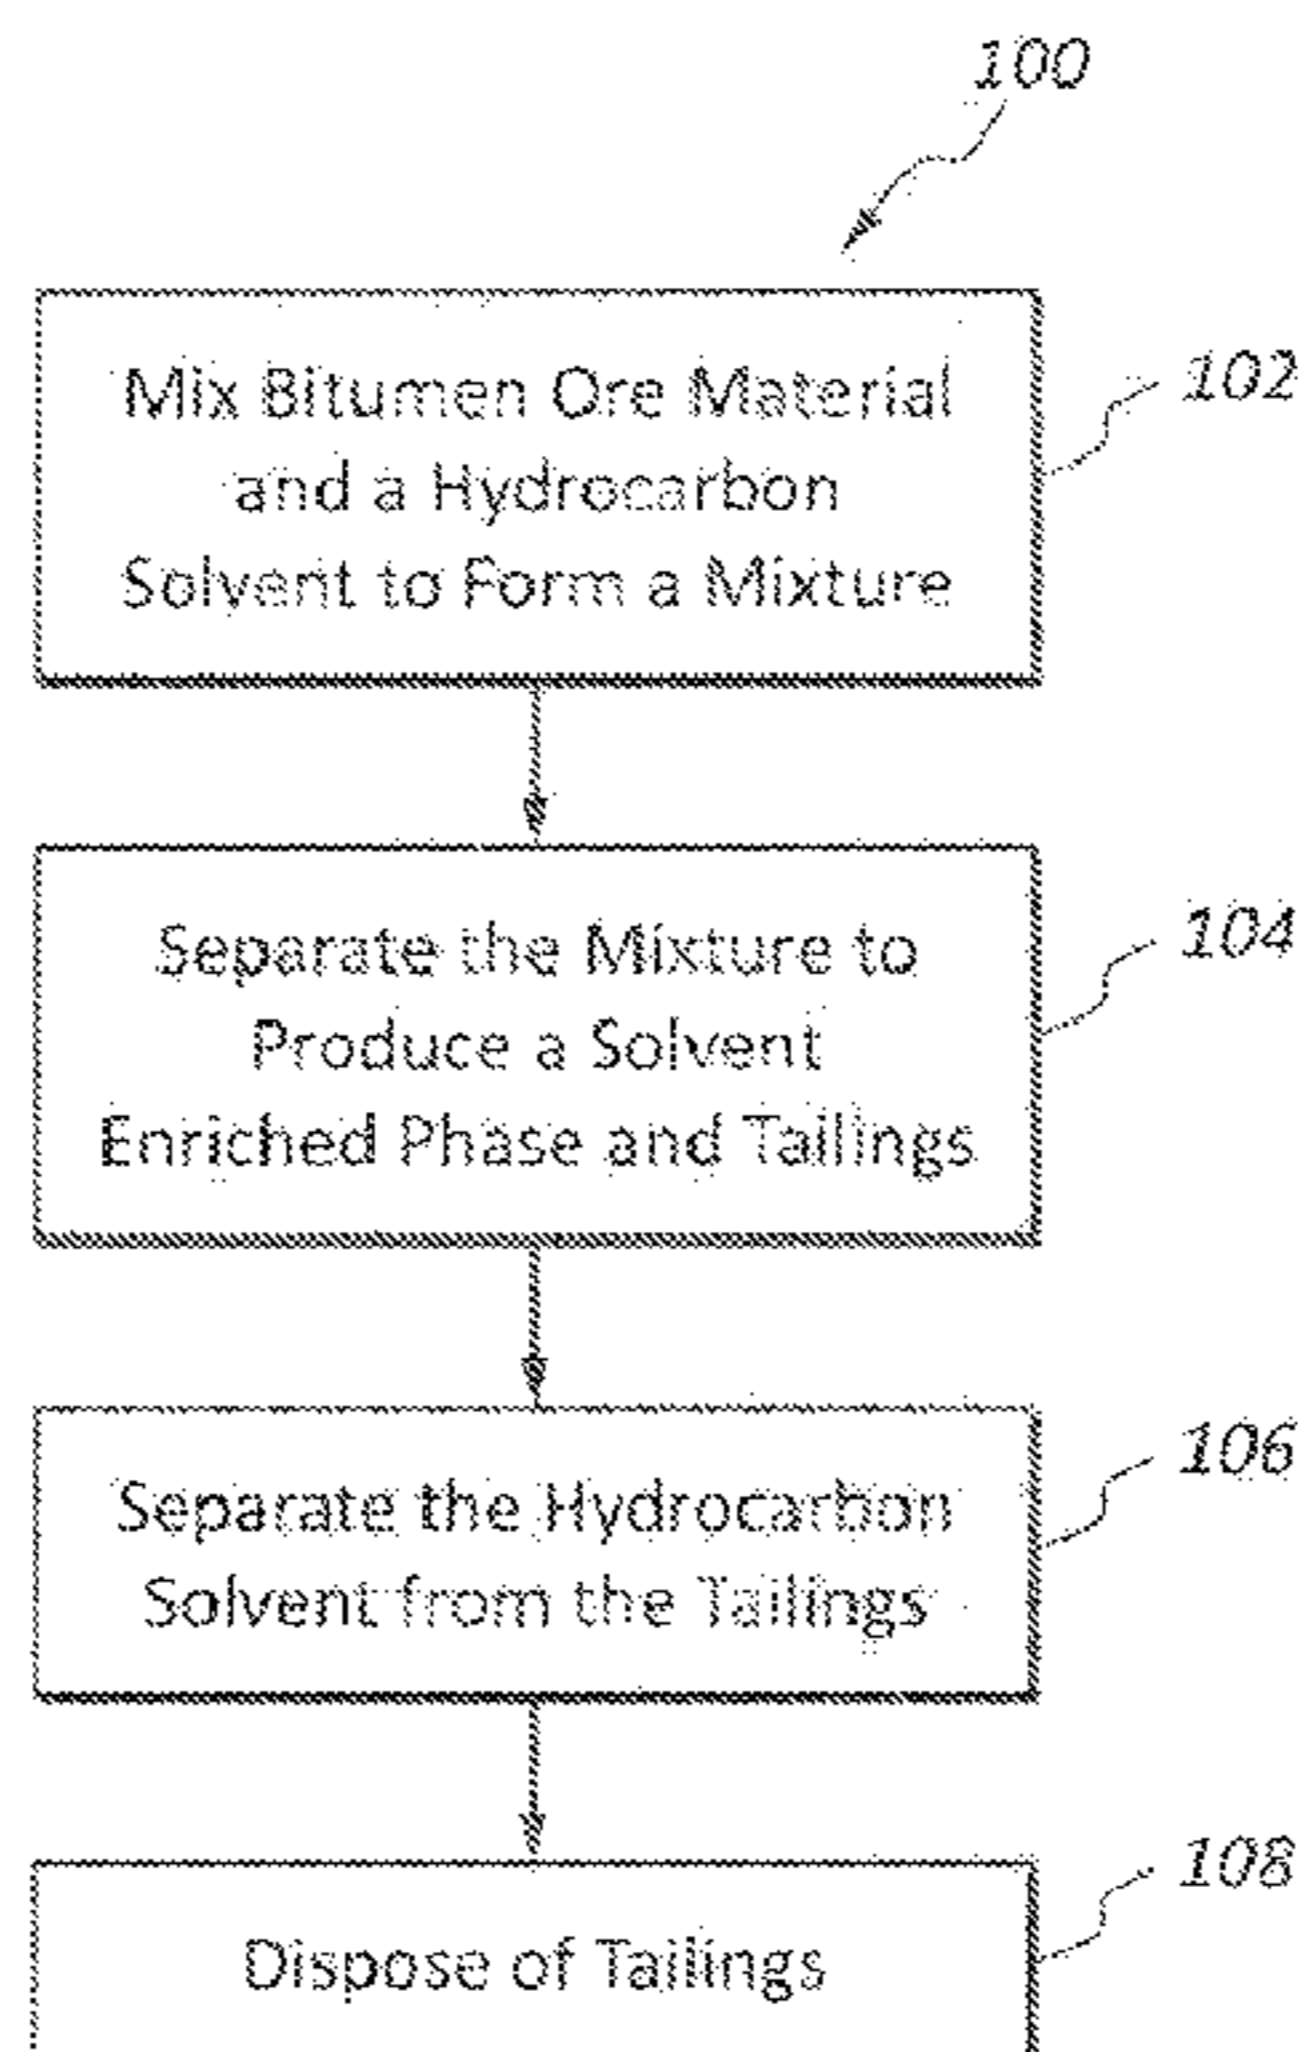 100
Mix Bitumen Ore Material
and a Hydrocarbon
Solvent to Form a Mixture
102
Separate the Mixture to
Produce a Solvent
Enriched Phase and Tailings
104
Separate the Hydrocarbon
Solvent from the Tailings
106
Dispose of Tailings
108